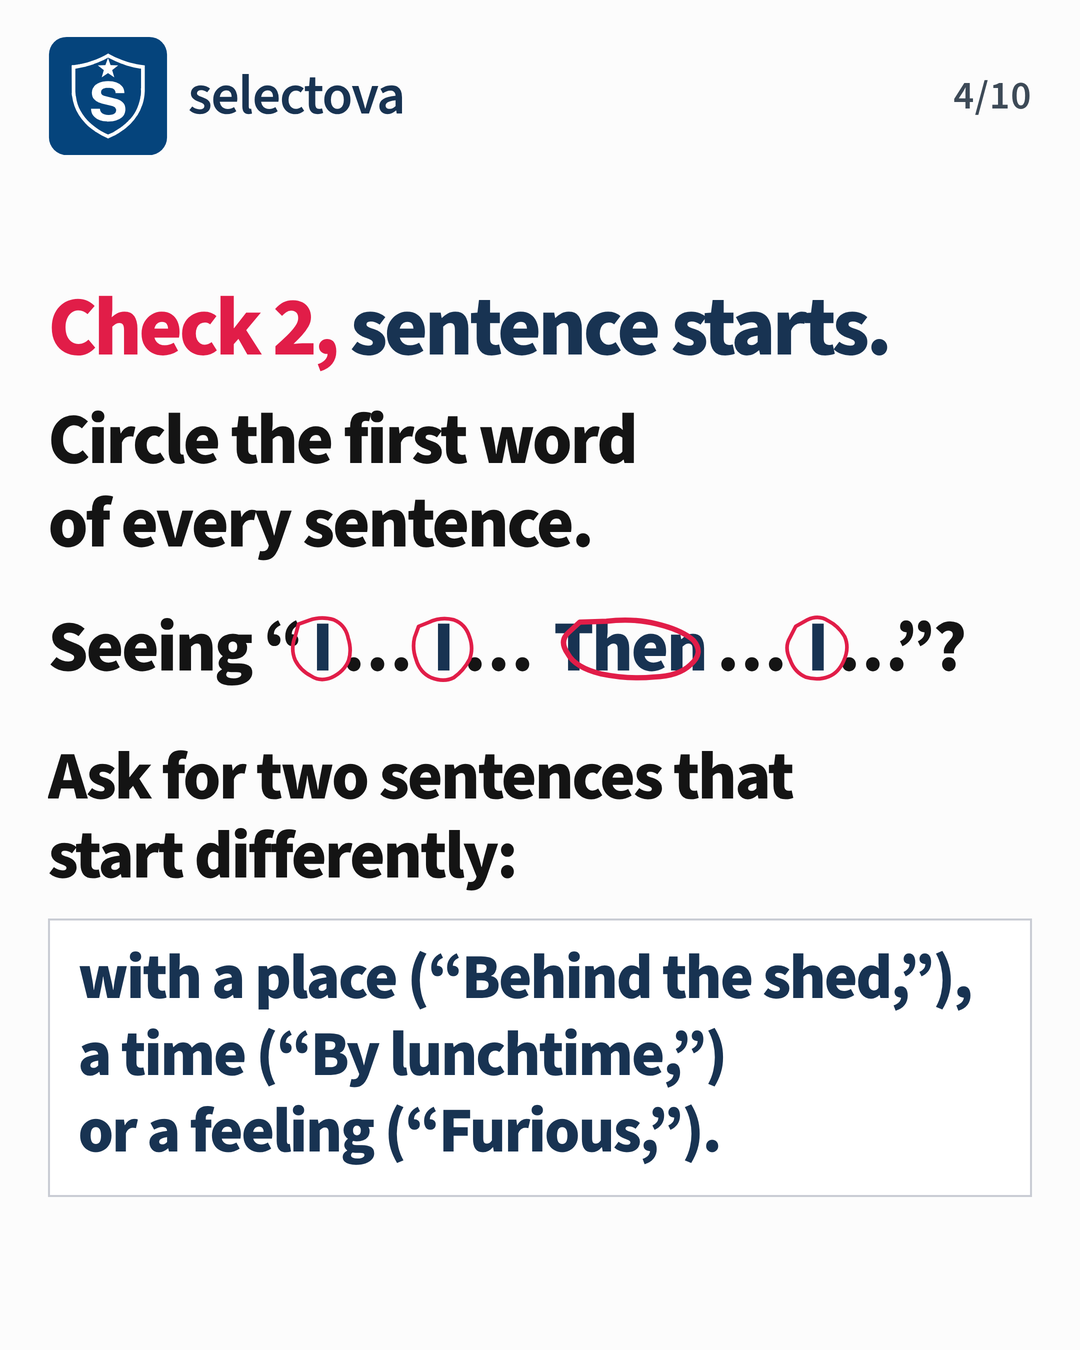 S
selectova
4/10
Check 2, sentence starts.
Circle the first word
of every sentence.
Seeing “I… I… Then … I…”?
Ask for two sentences that
start differently:
with a place (“Behind the shed,”),
a time (“By lunchtime,”)
or a feeling (“Furious,”).